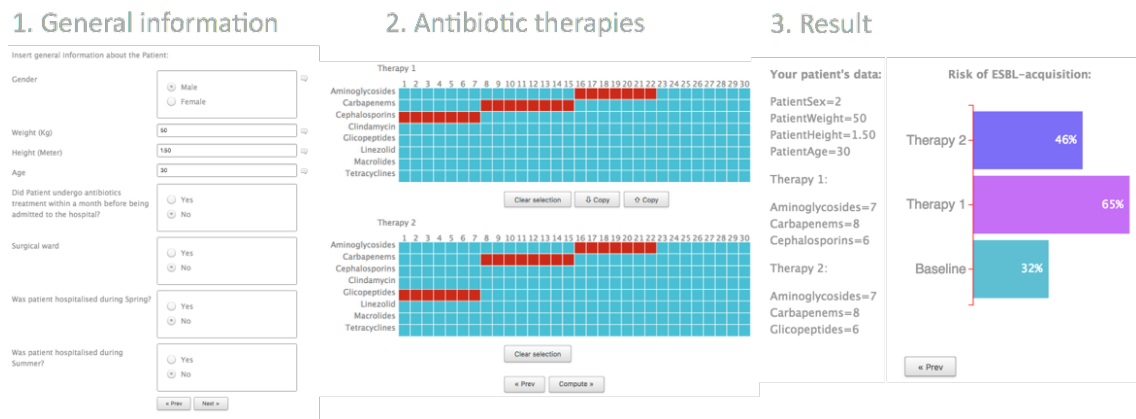 1. General information
Insert general information about the Patient:
Gender
Male
Female
Weight (Kg)
50
Height (Meter)
1.50
Age
30
Did Patient undergo antibiotics
treatment within a month before being
admitted to the hospital?
Yes
No
Surgical ward
Yes
No
Was patient hospitalised during Spring?
Yes
No
Was patient hospitalised during
Summer?
Yes
No
« Prev Next »
2. Antibiotic therapies
Therapy 1
1 2 3 4 5 6 7 8 9 10 11 12 13 14 15 16 17 18 19 20 21 22 23 24 25 26 27 28 29 30
Aminoglycosides
Carbapenems
Cephalosporins
Clindamycin
Glicopeptides
Linezolid
Macrolides
Tetracyclines
Clear selection ⇩ Copy ⇧ Copy
Therapy 2
1 2 3 4 5 6 7 8 9 10 11 12 13 14 15 16 17 18 19 20 21 22 23 24 25 26 27 28 29 30
Aminoglycosides
Carbapenems
Cephalosporins
Clindamycin
Glicopeptides
Linezolid
Macrolides
Tetracyclines
Clear selection
« Prev Compute »
3. Result
Your patient's data:
PatientSex=2
PatientWeight=50
PatientHeight=1.50
PatientAge=30
Therapy 1:
Aminoglycosides=7
Carbapenems=8
Cephalosporins=6
Therapy 2:
Aminoglycosides=7
Carbapenems=8
Glicopeptides=6
Risk of ESBL-acquisition:
Therapy 2 46%
Therapy 1 65%
Baseline 32%
« Prev